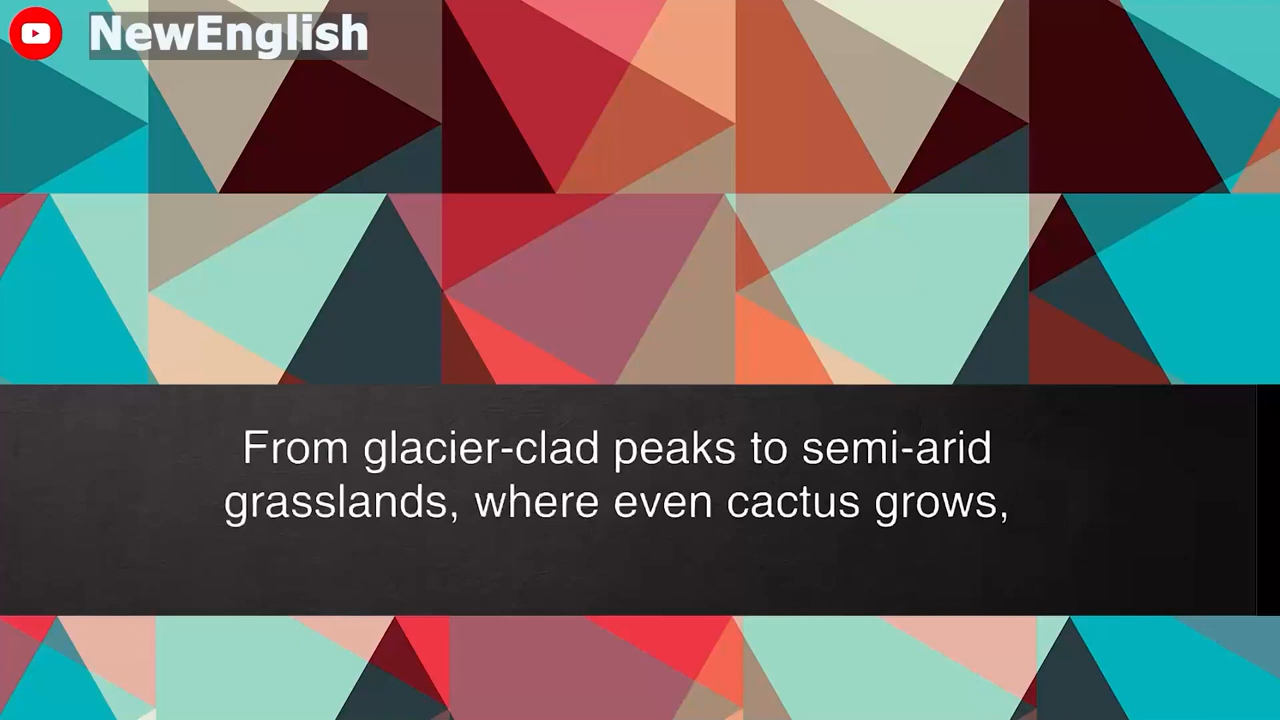 NewEnglish
From glacier-clad peaks to semi-arid
grasslands, where even cactus grows,